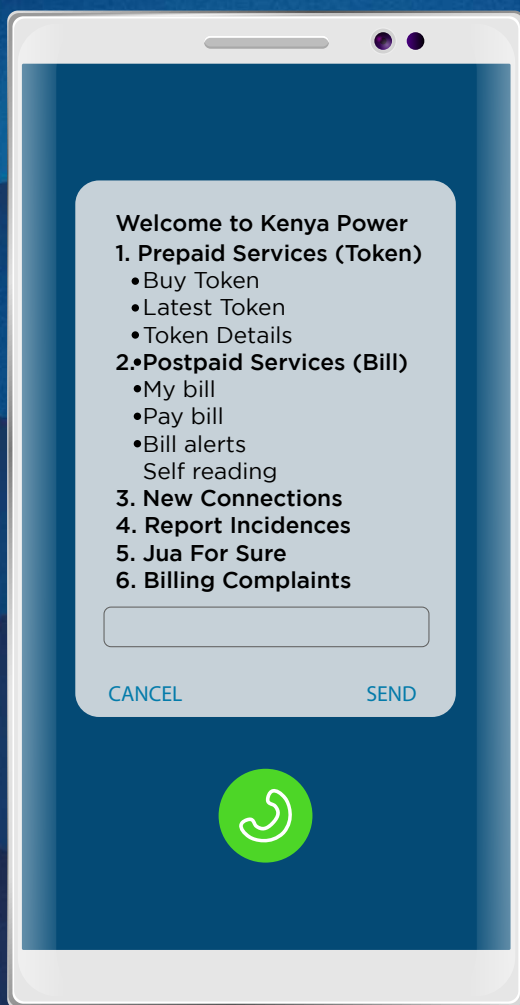 Welcome to Kenya Power
1. Prepaid Services (Token)
•Buy Token
•Latest Token
•Token Details
2.•Postpaid Services (Bill)
•My bill
•Pay bill
•Bill alerts
Self reading
3. New Connections
4. Report Incidences
5. Jua For Sure
6. Billing Complaints
CANCEL SEND